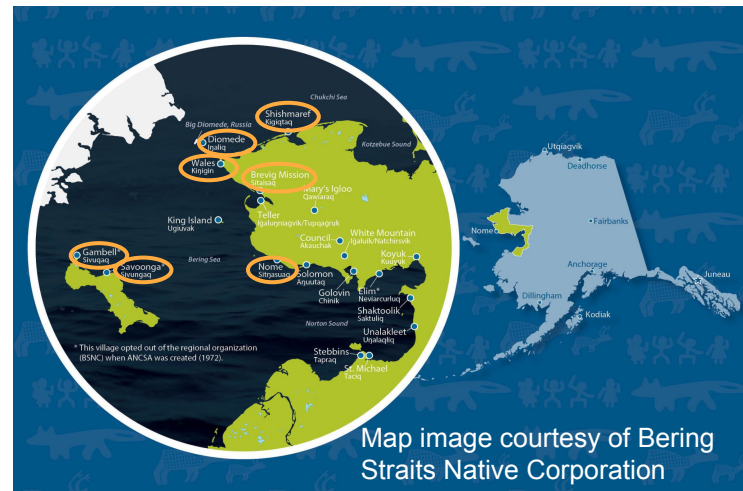 Chukchi Sea
Shishmaref
Kigiqtaq
Big Diomede, Russia
Diomede
Iŋaliq
Kotzebue Sound
Wales
Kiŋigin
Brevig Mission
Sitaisaq
Mary's Igloo
Qawiaraq
Teller
Igaluŋniagvik/Tupqagruk
King Island
Ugiuvak
Council
Akauchak
White Mountain
Igaluik/Natchirsvik
Gambell*
Sivuqaq
Savoonga*
Sivungaq
Bering Sea
Nome
Sitŋasuaq
Solomon
Aŋuutaq
Koyuk
Kuuyuk
Golovin
Chinik
Elim*
Neviarcurluq
Shaktoolik
Saktuliq
Norton Sound
Unalakleet
Uŋalaqłiq
* This village opted out of the regional organization
(BSNC) when ANCSA was created (1972).
Stebbins
Tapraq
St. Michael
Taciq
Utqiagvik
Deadhorse
Nome
Fairbanks
Anchorage
Dillingham
Kodiak
Juneau
Map image courtesy of Bering
Straits Native Corporation